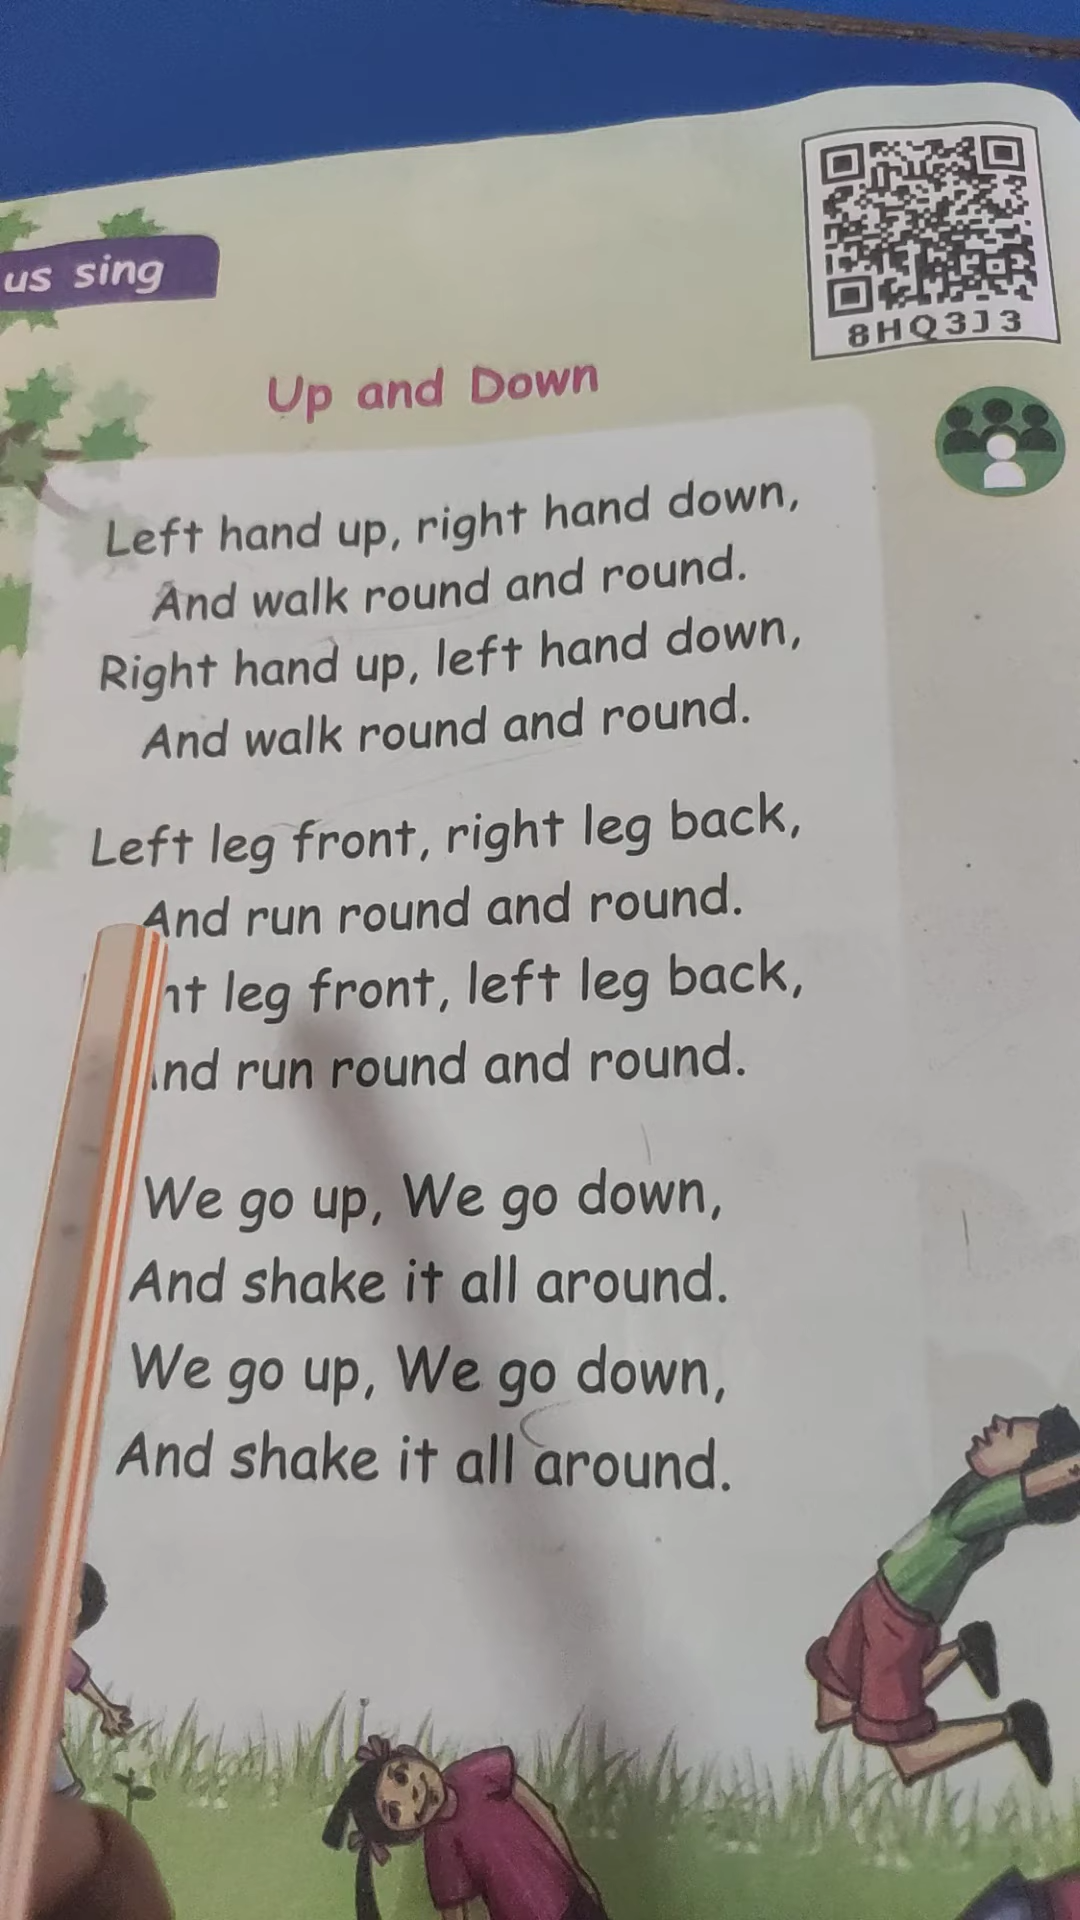 us sing
8HQ3J3
Up and Down
Left hand up, right hand down,
And walk round and round.
Right hand up, left hand down,
And walk round and round.
Left leg front, right leg back,
And run round and round.
leg front, left leg back,
run round and round.
We go up, We go down,
And shake it all around.
We go up, We go down,
And shake it all around.